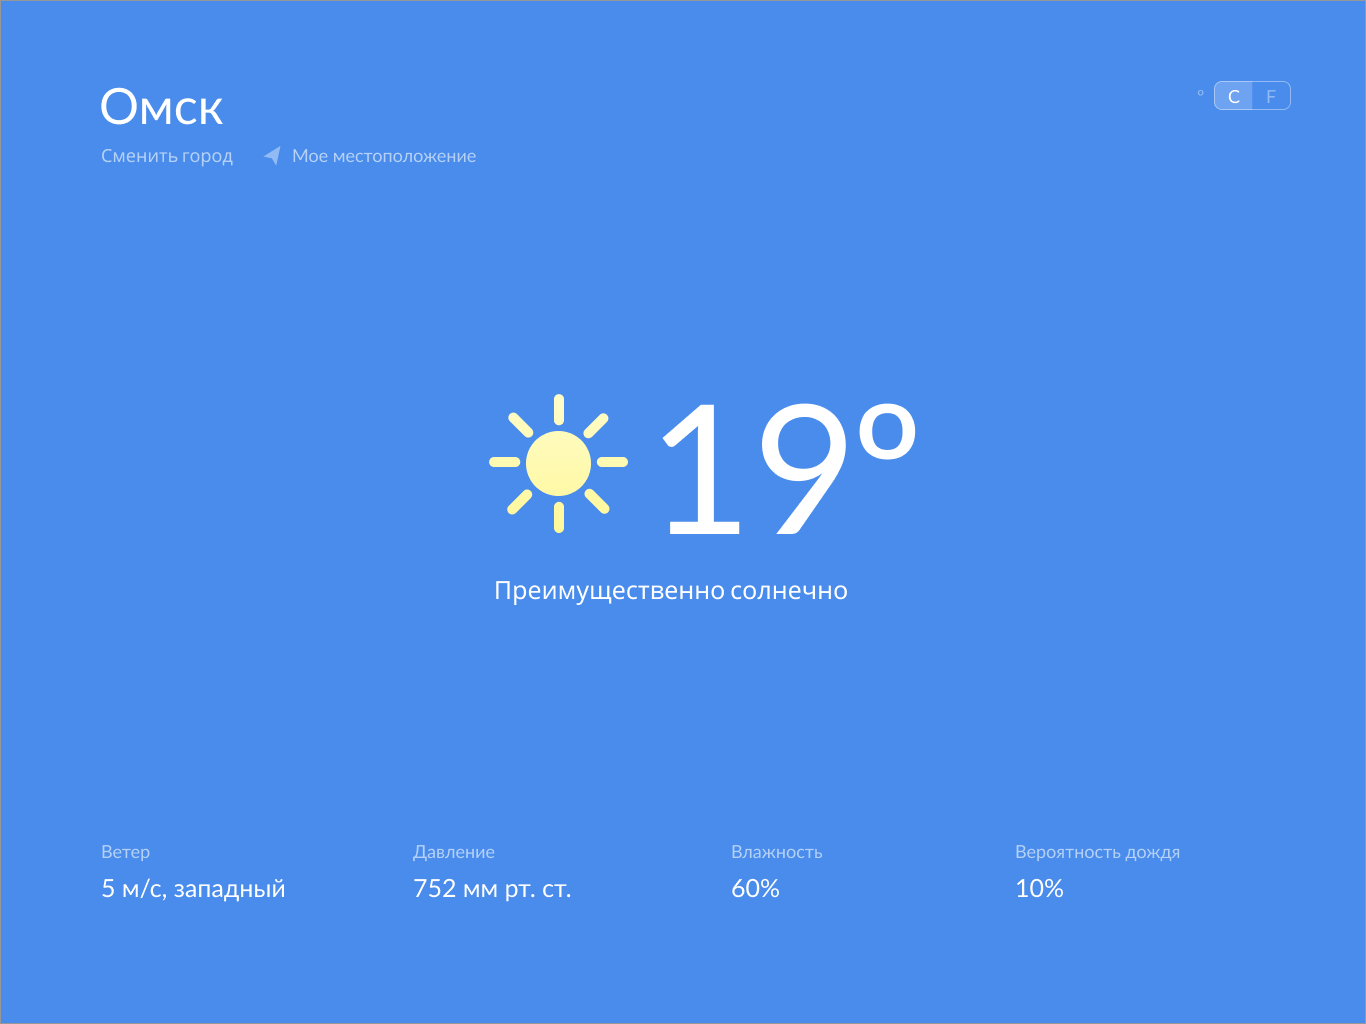 Омск
° C F
Сменить город Мое местоположение
19°
Преимущественно солнечно
Ветер Давление Влажность Вероятность дождя
5 м/с, западный 752 мм рт. ст. 60% 10%